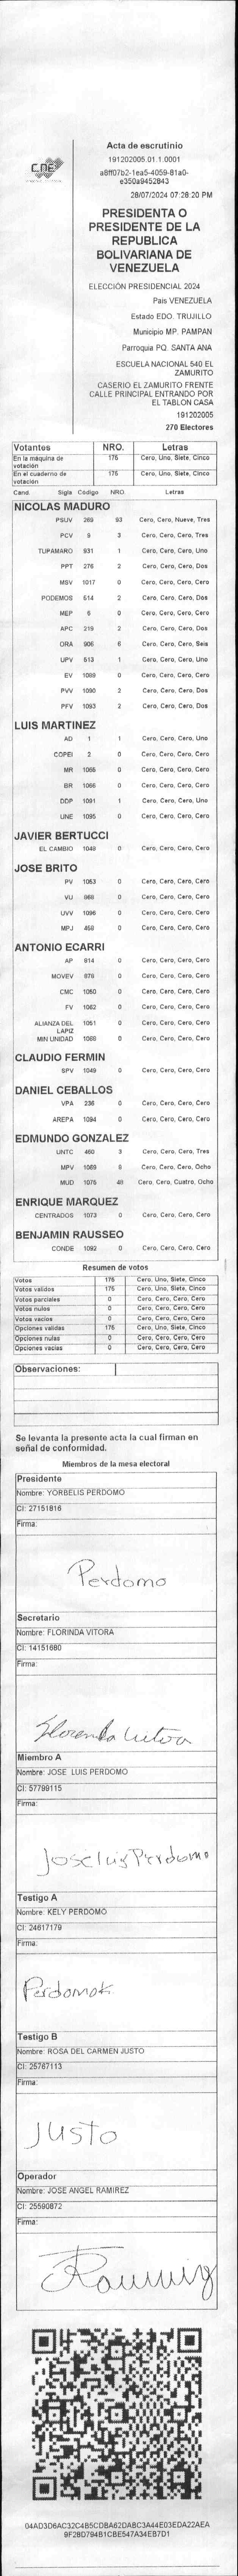 CNE
Acta de escrutinio
191202005.01.1.0001
a8ff07b2-1ea5-4059-81a0-
e350a9452843
28/07/2024 07:28:20 PM
PRESIDENTA O
PRESIDENTE DE LA
REPUBLICA
BOLIVARIANA DE
VENEZUELA
ELECCIÓN PRESIDENCIAL 2024
País VENEZUELA
Estado EDO. TRUJILLO
Municipio MP. PAMPAN
Parroquia PQ. SANTA ANA
ESCUELA NACIONAL 540 EL
ZAMURITO
CASERIO EL ZAMURITO FRENTE
CALLE PRINCIPAL ENTRANDO POR
EL TABLON CASA
191202005
270 Electores
Votantes NRO. Letras
En la máquina de votación 175 Cero, Uno, Siete, Cinco
En el cuaderno de votación 175 Cero, Uno, Siete, Cinco
Cand. Sigla Código NRO. Letras
NICOLAS MADURO
PSUV 269 93 Cero, Cero, Nueve, Tres
PCV 9 3 Cero, Cero, Cero, Tres
TUPAMARO 931 1 Cero, Cero, Cero, Uno
PPT 276 2 Cero, Cero, Cero, Dos
MSV 1017 0 Cero, Cero, Cero, Cero
PODEMOS 514 2 Cero, Cero, Cero, Dos
MEP 6 0 Cero, Cero, Cero, Cero
APC 219 2 Cero, Cero, Cero, Dos
ORA 906 6 Cero, Cero, Cero, Seis
UPV 513 1 Cero, Cero, Cero, Uno
EV 1089 0 Cero, Cero, Cero, Cero
PVV 1090 2 Cero, Cero, Cero, Dos
PFV 1093 2 Cero, Cero, Cero, Dos
LUIS MARTINEZ
AD 1 1 Cero, Cero, Cero, Uno
COPEI 3 0 Cero, Cero, Cero, Cero
MR 1065 0 Cero, Cero, Cero, Cero
BR 1066 0 Cero, Cero, Cero, Cero
DDP 1091 1 Cero, Cero, Cero, Uno
UNE 1095 0 Cero, Cero, Cero, Cero
JAVIER BERTUCCI
EL CAMBIO 1048 0 Cero, Cero, Cero, Cero
JOSE BRITO
PV 1053 0 Cero, Cero, Cero, Cero
VU 968 0 Cero, Cero, Cero, Cero
UVV 1096 0 Cero, Cero, Cero, Cero
MPJ 458 0 Cero, Cero, Cero, Cero
ANTONIO ECARRI
AP 814 0 Cero, Cero, Cero, Cero
MOVEV 876 0 Cero, Cero, Cero, Cero
CMC 1050 0 Cero, Cero, Cero, Cero
FV 1062 0 Cero, Cero, Cero, Cero
ALIANZA DEL LAPIZ 1051 0 Cero, Cero, Cero, Cero
MIN UNIDAD 1088 0 Cero, Cero, Cero, Cero
CLAUDIO FERMIN
SPV 1049 0 Cero, Cero, Cero, Cero
DANIEL CEBALLOS
VPA 236 0 Cero, Cero, Cero, Cero
AREPA 1094 0 Cero, Cero, Cero, Cero
EDMUNDO GONZALEZ
UNTC 460 3 Cero, Cero, Cero, Tres
MPV 1069 8 Cero, Cero, Cero, Ocho
MUD 1075 48 Cero, Cero, Cuatro, Ocho
ENRIQUE MARQUEZ
CENTRADOS 1073 0 Cero, Cero, Cero, Cero
BENJAMIN RAUSSEO
CONDE 1092 0 Cero, Cero, Cero, Cero
Resumen de votos
Votos 175 Cero, Uno, Siete, Cinco
Votos válidos 175 Cero, Uno, Siete, Cinco
Votos parciales 0 Cero, Cero, Cero, Cero
Votos nulos 0 Cero, Cero, Cero, Cero
Votos vacíos 0 Cero, Cero, Cero, Cero
Opciones validas 175 Cero, Uno, Siete, Cinco
Opciones nulas 0 Cero, Cero, Cero, Cero
Opciones vacías 0 Cero, Cero, Cero, Cero
Observaciones:
Se levanta la presente acta la cual firman en
señal de conformidad.
Miembros de la mesa electoral
Presidente
Nombre: YORBELIS PERDOMO
CI: 27151816
Firma:
Perdomo
Secretario
Nombre: FLORINDA VITORA
CI: 14151680
Firma:
Miembro A
Nombre: JOSE LUIS PERDOMO
CI: 57799115
Firma:
Jose luis Perdomo
Testigo A
Nombre: KELY PERDOMO
CI: 24617179
Firma:
Perdomo k
Testigo B
Nombre: ROSA DEL CARMEN JUSTO
CI: 25767113
Firma:
Justo
Operador
Nombre: JOSE ANGEL RAMIREZ
CI: 25590872
Firma:
04AD3D6AC32C4B5CDBA62DABC3A44E03EDA22AEA
9F28D794B1CBE547A34EB7D1